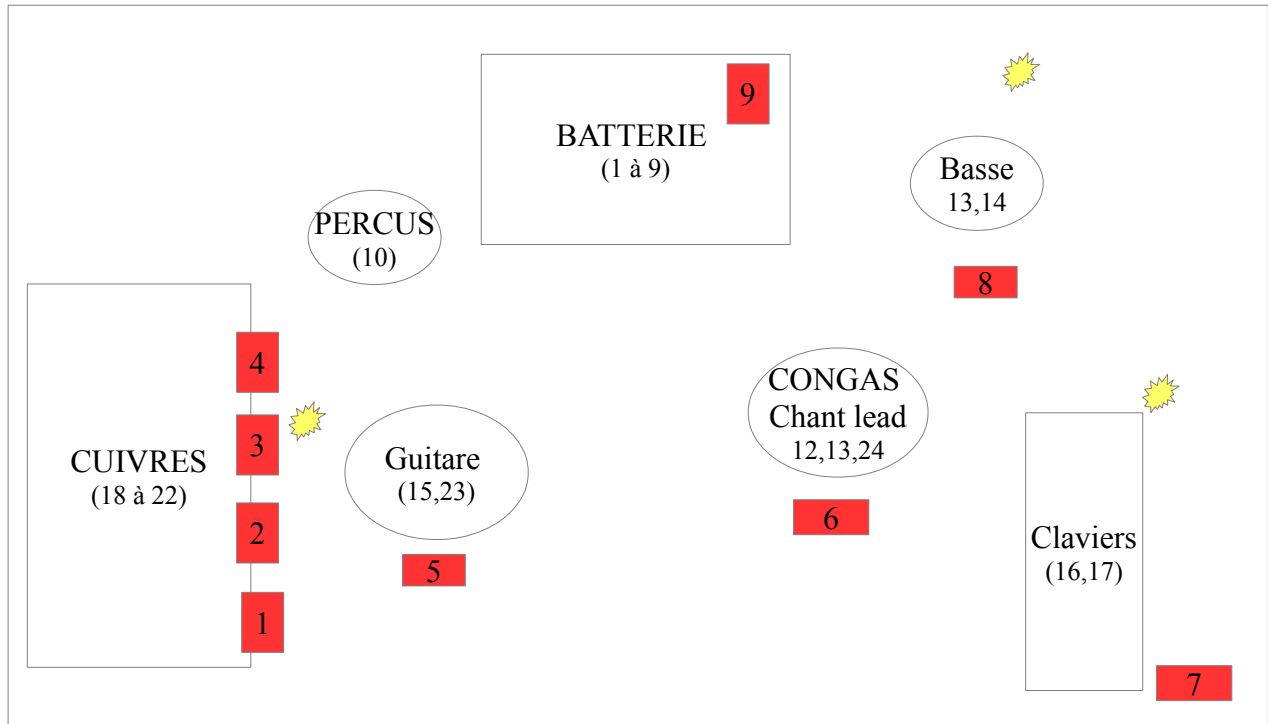 9
BATTERIE
(1 à 9)
Basse
13,14
PERCUS
(10)
8
4
3
CUIVRES
(18 à 22)
2
1
Guitare
(15,23)
5
CONGAS
Chant lead
12,13,24
6
Claviers
(16,17)
7